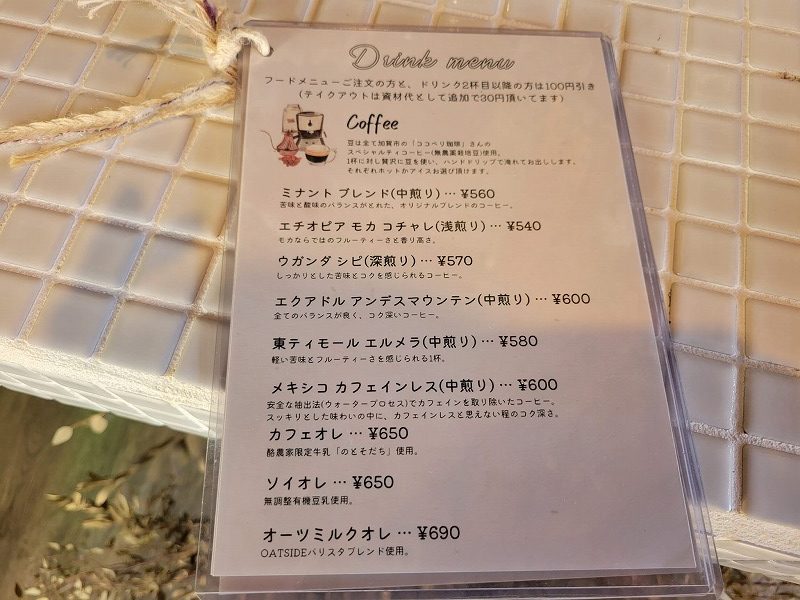 Drink menu
フードメニューご注文の方と、ドリンク2杯目以降の方は100円引き
(テイクアウトは資材代として追加で30円頂いてます)
Coffee
豆は全て加賀市の「ココペリ珈琲」さんの
スペシャルティコーヒー(無農薬栽培豆)使用。
1杯に対し贅沢に豆を使い、ハンドドリップで淹れてお出しします。
それぞれホットかアイスお選び頂けます。
ミナント ブレンド(中煎り) … ¥560
苦味と酸味のバランスがとれた、オリジナルブレンドのコーヒー。
エチオピア モカ コチャレ(浅煎り) … ¥540
モカならではのフルーティーさと香り高さ。
ウガンダ シピ(深煎り) … ¥570
しっかりとした苦味とコクを感じられるコーヒー。
エクアドル アンデスマウンテン(中煎り) … ¥600
全てのバランスが良く、コク深いコーヒー。
東ティモール エルメラ(中煎り) … ¥580
軽い苦味とフルーティーさを感じられる1杯。
メキシコ カフェインレス(中煎り) … ¥600
安全な抽出法(ウォータープロセス)でカフェインを取り除いたコーヒー。
スッキリとした味わいの中に、カフェインレスと思えない程のコク深さ。
カフェオレ … ¥650
酪農家限定牛乳「のとそだち」使用。
ソイオレ … ¥650
無調整有機豆乳使用。
オーツミルクオレ … ¥690
OATSIDEバリスタブレンド使用。